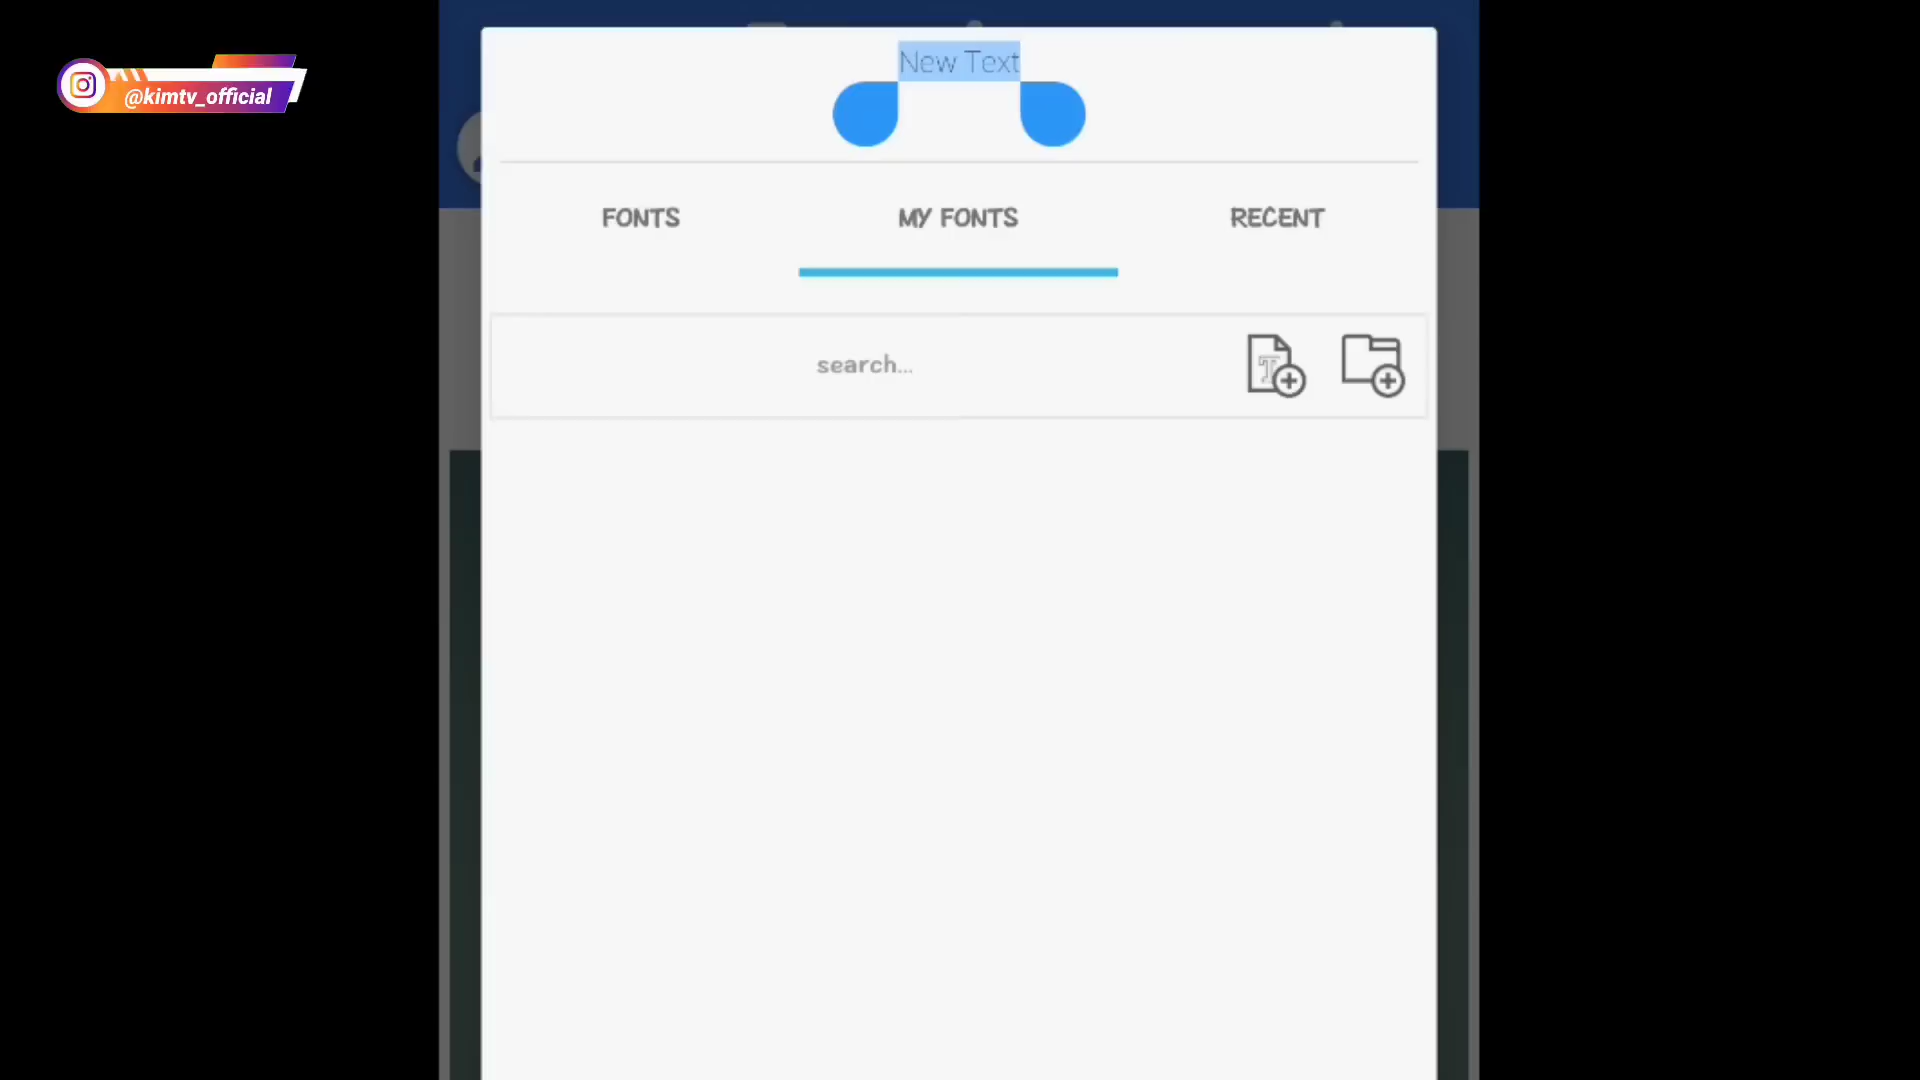 @kimtv_official
New Text
FONTS
MY FONTS
RECENT
search...
T